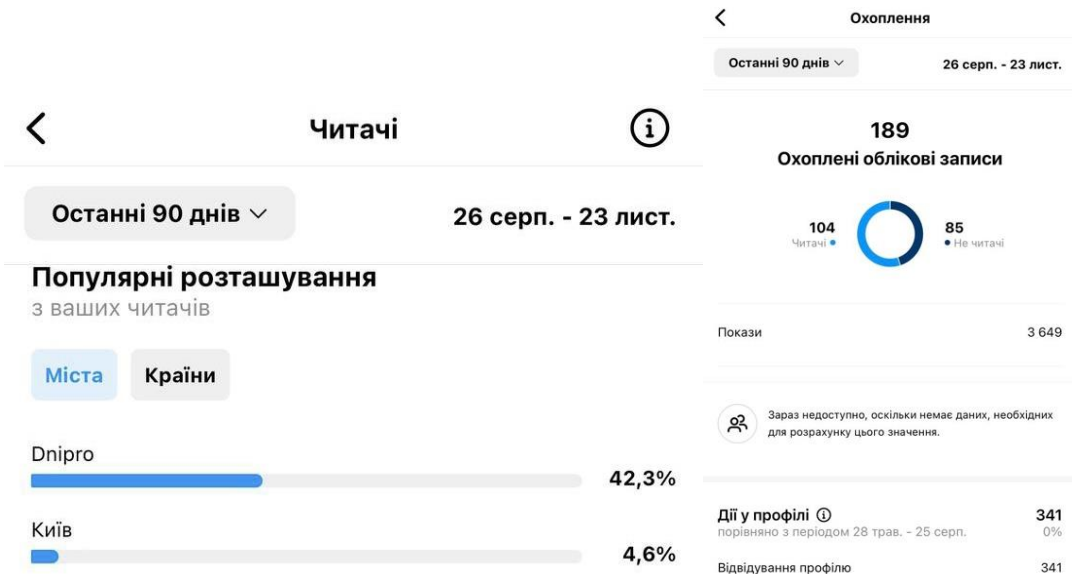 Читачі
Останні 90 днів
26 серп. - 23 лист.
Популярні розташування
з ваших читачів
Міста
Країни
Dnipro
42,3%
Київ
4,6%
Охоплення
Останні 90 днів
26 серп. - 23 лист.
189
Охоплені облікові записи
104
Читачі
85
Не читачі
Покази
3 649
Зараз недоступно, оскільки немає даних, необхідних
для розрахунку цього значення.
Дії у профілі
341
порівняно з періодом 28 трав. - 25 серп.
0%
Відвідування профілю
341